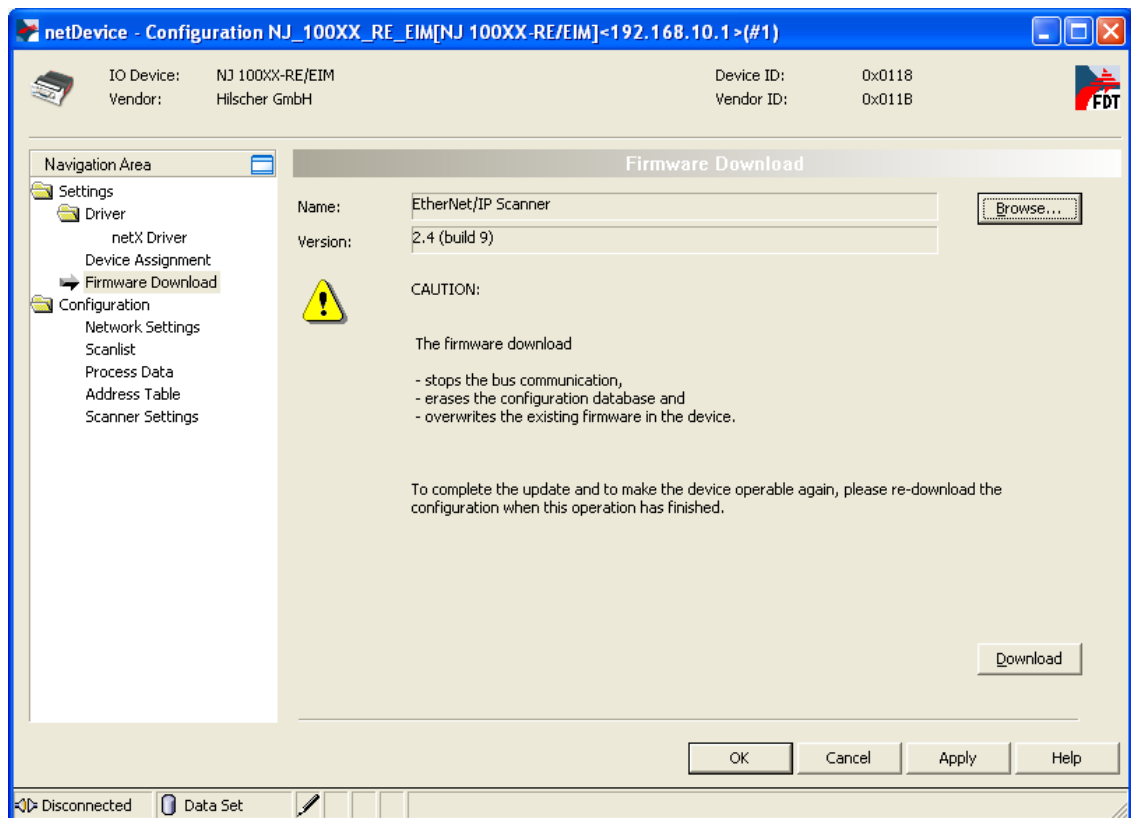 netDevice - Configuration NJ_100XX_RE_EIM[NJ 100XX-RE/EIM]<192.168.10.1>(#1)
IO Device: NJ 100XX-RE/EIM Device ID: 0x0118
Vendor: Hilscher GmbH Vendor ID: 0x011B
FDT
Navigation Area
Settings
Driver
netX Driver
Device Assignment
Firmware Download
Configuration
Network Settings
Scanlist
Process Data
Address Table
Scanner Settings
Firmware Download
Name: EtherNet/IP Scanner Browse...
Version: 2.4 (build 9)
CAUTION:
The firmware download
- stops the bus communication,
- erases the configuration database and
- overwrites the existing firmware in the device.
To complete the update and to make the device operable again, please re-download the
configuration when this operation has finished.
Download
OK Cancel Apply Help
Disconnected Data Set